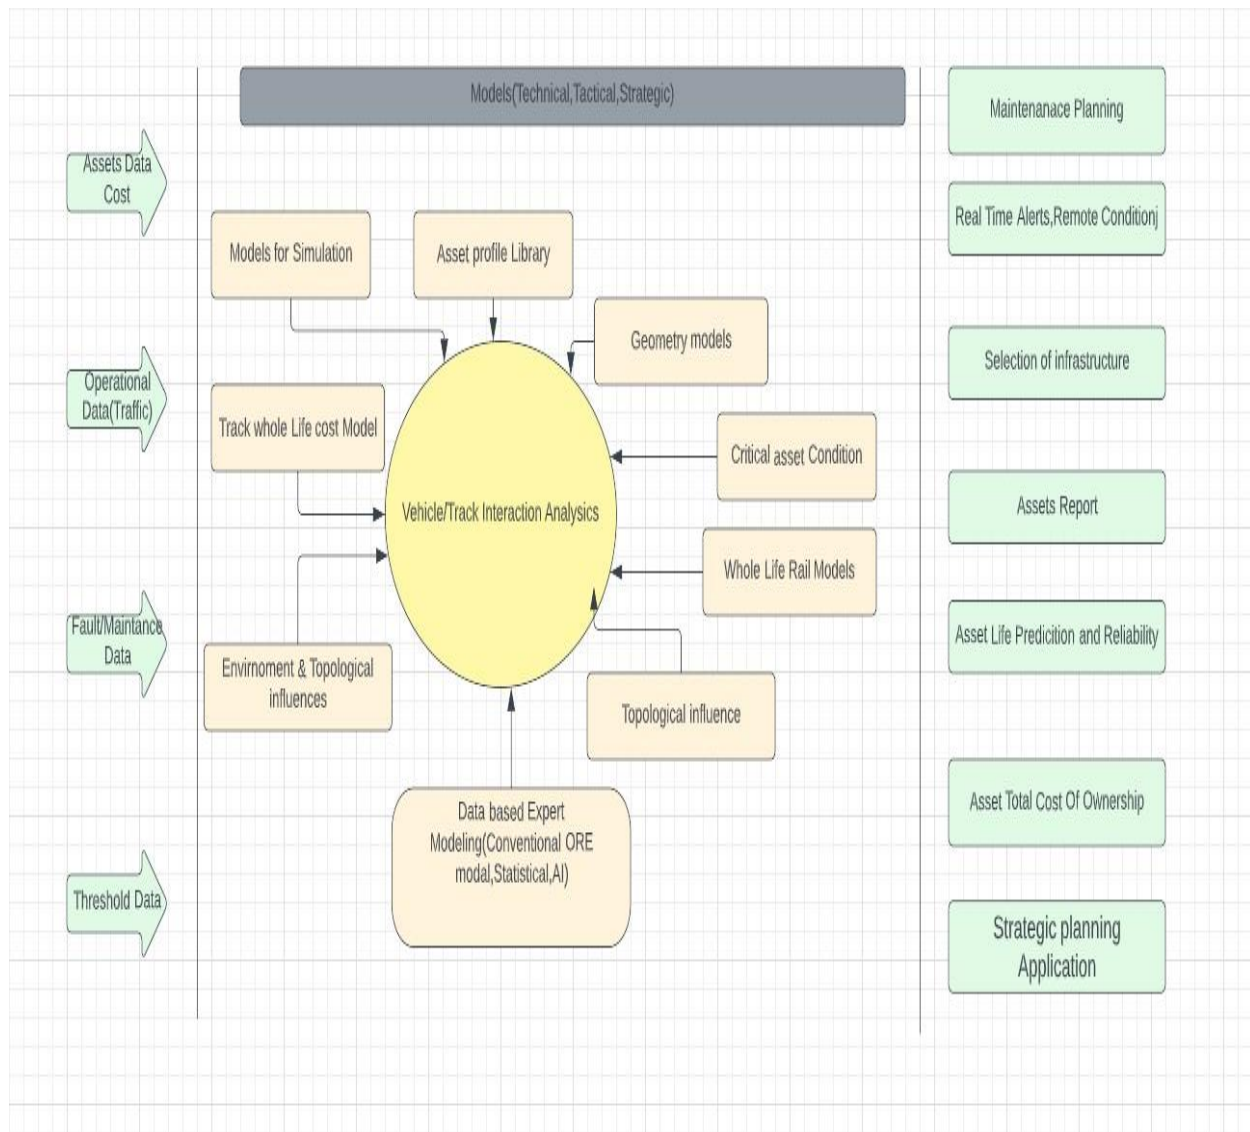 Models(Technical,Tactical,Strategic)
Assets Data
Cost
Operational
Data(Traffic)
Fault/Maintance
Data
Threshold Data
Models for Simulation
Asset profile Library
Geometry models
Track whole Life cost Model
Critical asset Condition
Vehicle/Track Interaction Analysics
Whole Life Rail Models
Envirnoment & Topological
influences
Topological influence
Data based Expert
Modeling(Conventional ORE
modal,Statistical,AI)
Maintenanace Planning
Real Time Alerts,Remote Conditionj
Selection of infrastructure
Assets Report
Asset Life Predicition and Reliability
Asset Total Cost Of Ownership
Strategic planning
Application